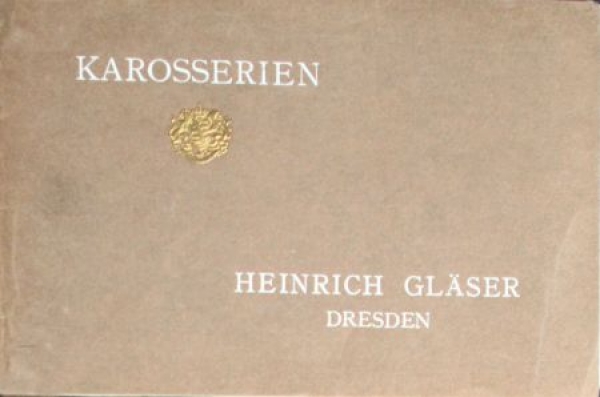 KAROSSERIEN
HEINRICH GLÄSER
DRESDEN